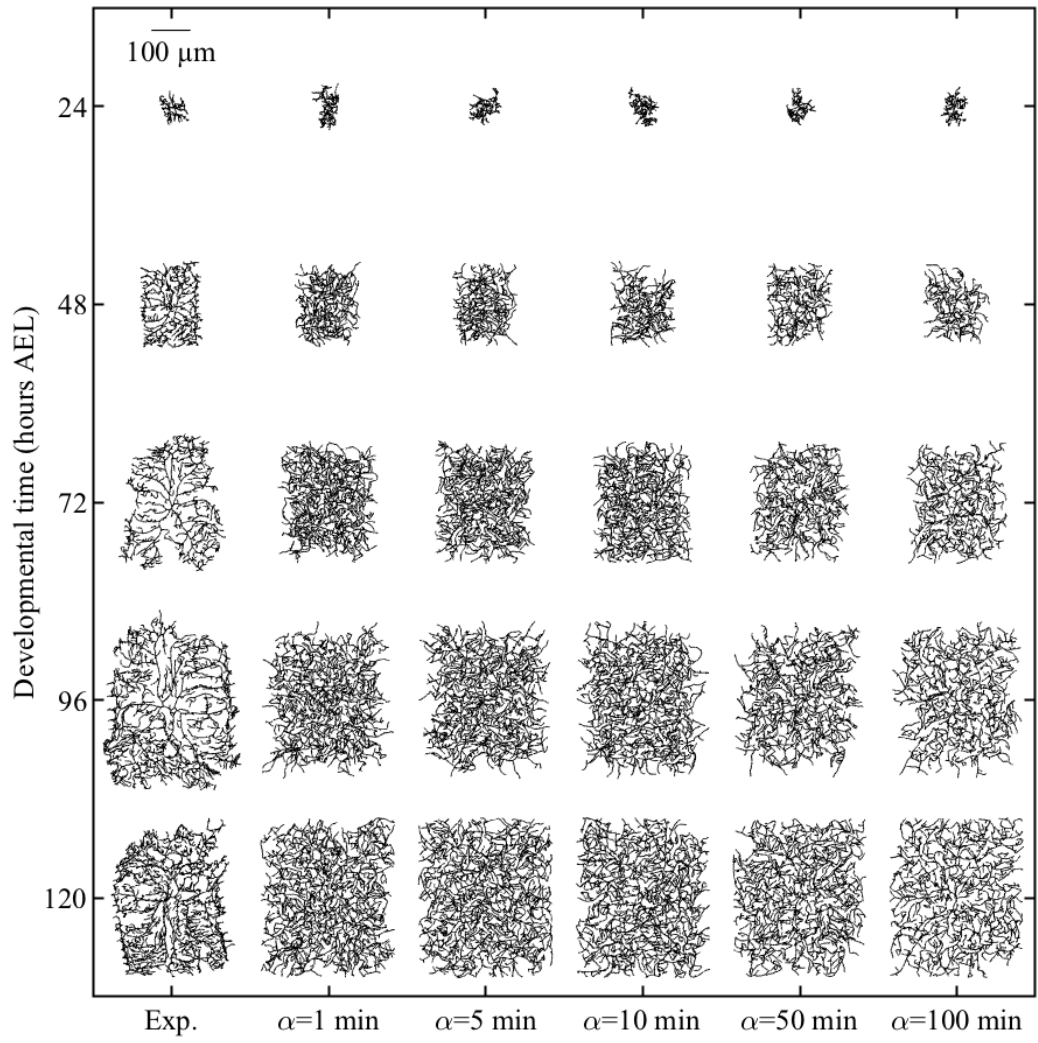 100 μm
24
48
72
96
120
Developmental time (hours AEL)
Exp. α=1 min α=5 min α=10 min α=50 min α=100 min